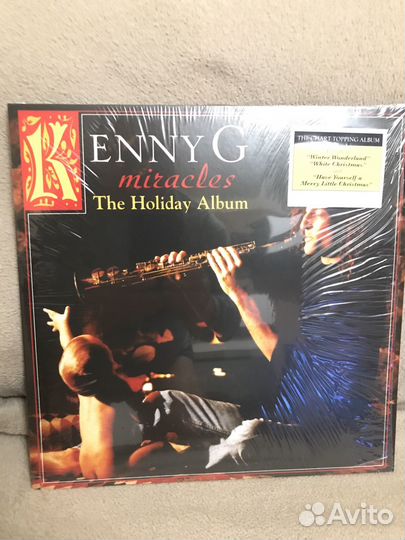 KENNY G
miracles
The Holiday Album
THE CHART-TOPPING ALBUM
"Winter Wonderland"
"White Christmas"
"Have Yourself a
Merry Little Christmas"
Avito